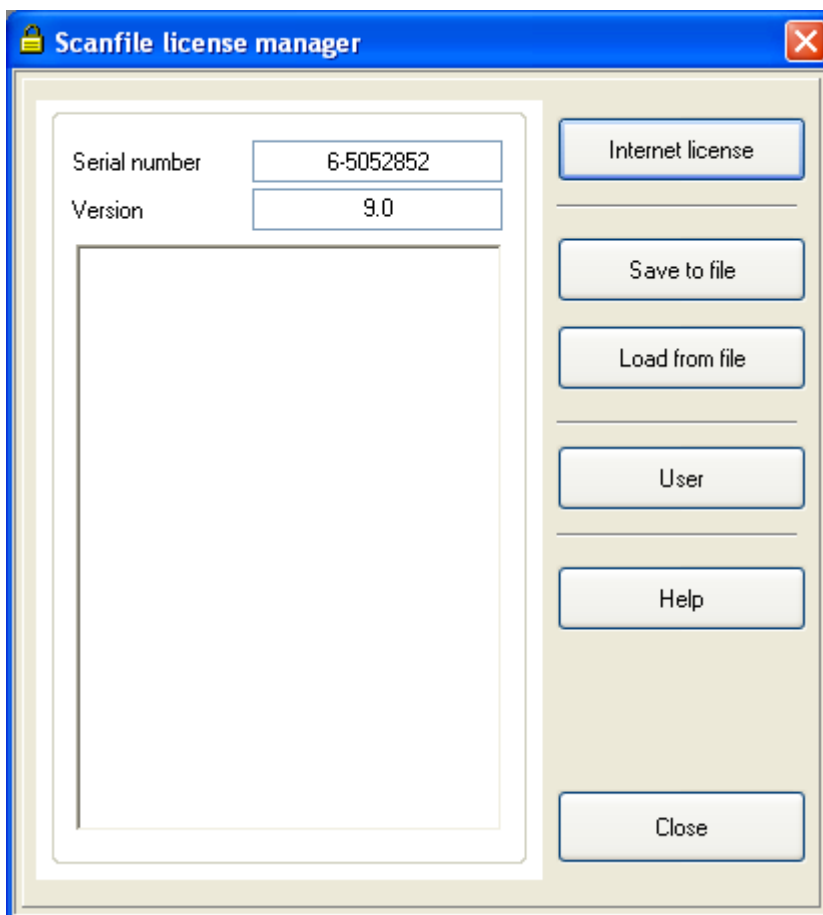 Scanfile license manager
Serial number 6-5052852
Version 9.0
Internet license
Save to file
Load from file
User
Help
Close